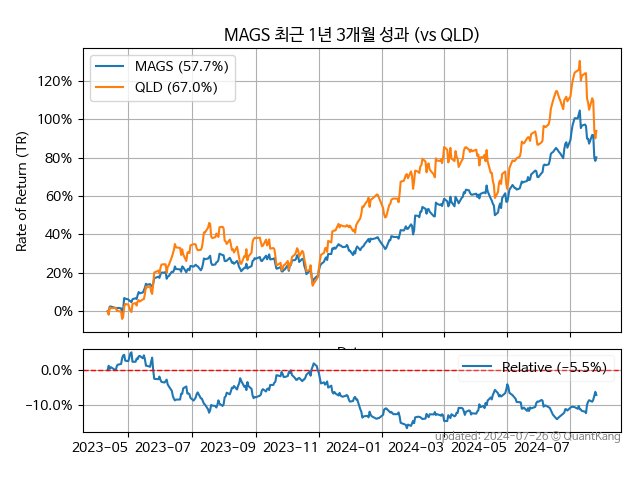 MAGS 최근 1년 3개월 성과 (vs QLD)
MAGS (57.7%)
QLD (67.0%)
Rate of Return (TR)
120%
100%
80%
60%
40%
20%
0%
Relative (-5.5%)
0.0%
-10.0%
2023-05 2023-07 2023-09 2023-11 2024-01 2024-03 2024-05 2024-07
updated: 2024-07-26 © QuantKang